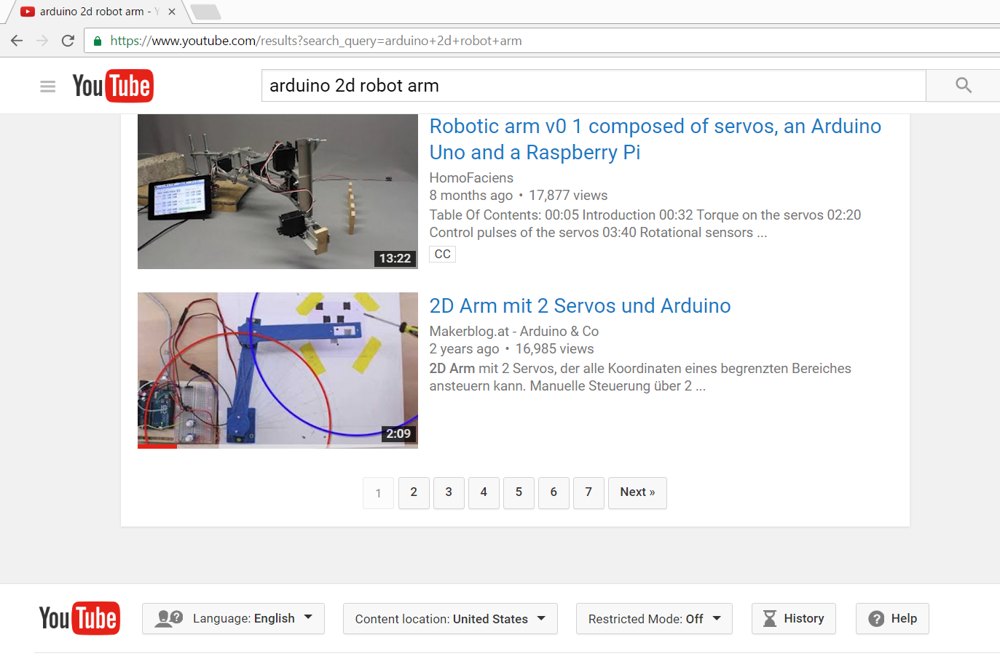 arduino 2d robot arm - Y
https://www.youtube.com/results?search_query=arduino+2d+robot+arm
YouTube
arduino 2d robot arm
Robotic arm v0 1 composed of servos, an Arduino
Uno and a Raspberry Pi
HomoFaciens
8 months ago • 17,877 views
Table Of Contents: 00:05 Introduction 00:32 Torque on the servos 02:20
Control pulses of the servos 03:40 Rotational sensors ...
CC
13:22
2D Arm mit 2 Servos und Arduino
Makerblog.at - Arduino & Co
2 years ago • 16,985 views
2D Arm mit 2 Servos, der alle Koordinaten eines begrenzten Bereiches
ansteuern kann. Manuelle Steuerung über 2 ...
2:09
1 2 3 4 5 6 7 Next »
YouTube Language: English Content location: United States Restricted Mode: Off History Help